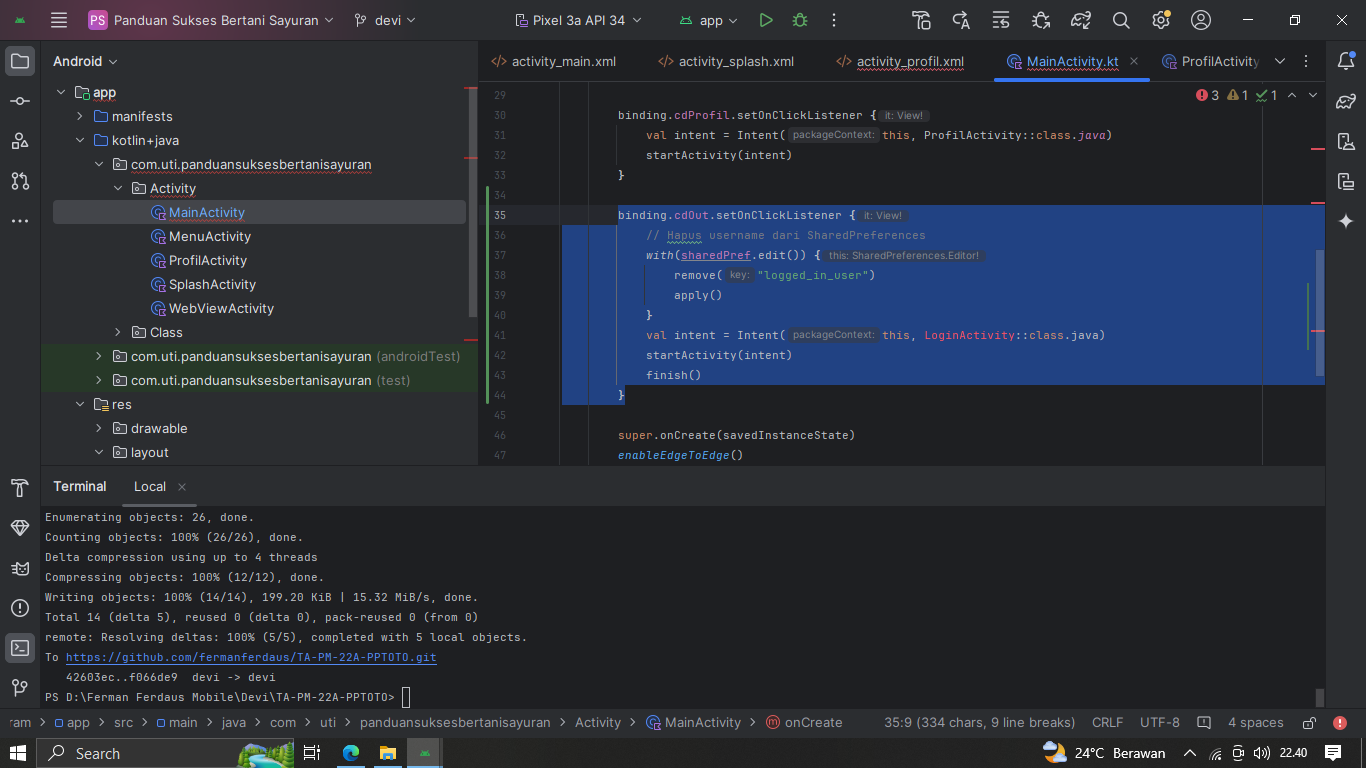 PS Panduan Sukses Bertani Sayuran devi Pixel 3a API 34 app
Android
activity_main.xml activity_splash.xml activity_profil.xml MainActivity.kt ProfilActivity
3 1 1
app
manifests
kotlin+java
com.uti.panduansuksesbertanisayuran
Activity
MainActivity
MenuActivity
ProfilActivity
SplashActivity
WebViewActivity
Class
com.uti.panduansuksesbertanisayuran (androidTest)
com.uti.panduansuksesbertanisayuran (test)
res
drawable
layout
29
30 binding.cdProfil.setOnClickListener { it: View!
31 val intent = Intent( packageContext: this, ProfilActivity::class.java)
32 startActivity(intent)
33 }
34
35 binding.cdOut.setOnClickListener { it: View!
36 // Hapus username dari SharedPreferences
37 with(sharedPref.edit()) { this: SharedPreferences.Editor!
38 remove( key: "logged_in_user")
39 apply()
40 }
41 val intent = Intent( packageContext: this, LoginActivity::class.java)
42 startActivity(intent)
43 finish()
44 }
45
46 super.onCreate(savedInstanceState)
47 enableEdgeToEdge()
Terminal Local
Enumerating objects: 26, done.
Counting objects: 100% (26/26), done.
Delta compression using up to 4 threads
Compressing objects: 100% (12/12), done.
Writing objects: 100% (14/14), 199.20 KiB | 15.32 MiB/s, done.
Total 14 (delta 5), reused 0 (delta 0), pack-reused 0 (from 0)
remote: Resolving deltas: 100% (5/5), completed with 5 local objects.
To https://github.com/fermanferdaus/TA-PM-22A-PPTOTO.git
42603ec..f066de9 devi -> devi
PS D:\Ferman Ferdaus Mobile\Devi\TA-PM-22A-PPTOTO>
ram > app > src > main > java > com > uti > panduansuksesbertanisayuran > Activity > MainActivity > onCreate 35:9 (334 chars, 9 line breaks) CRLF UTF-8 4 spaces
Search 24°C Berawan 22.40